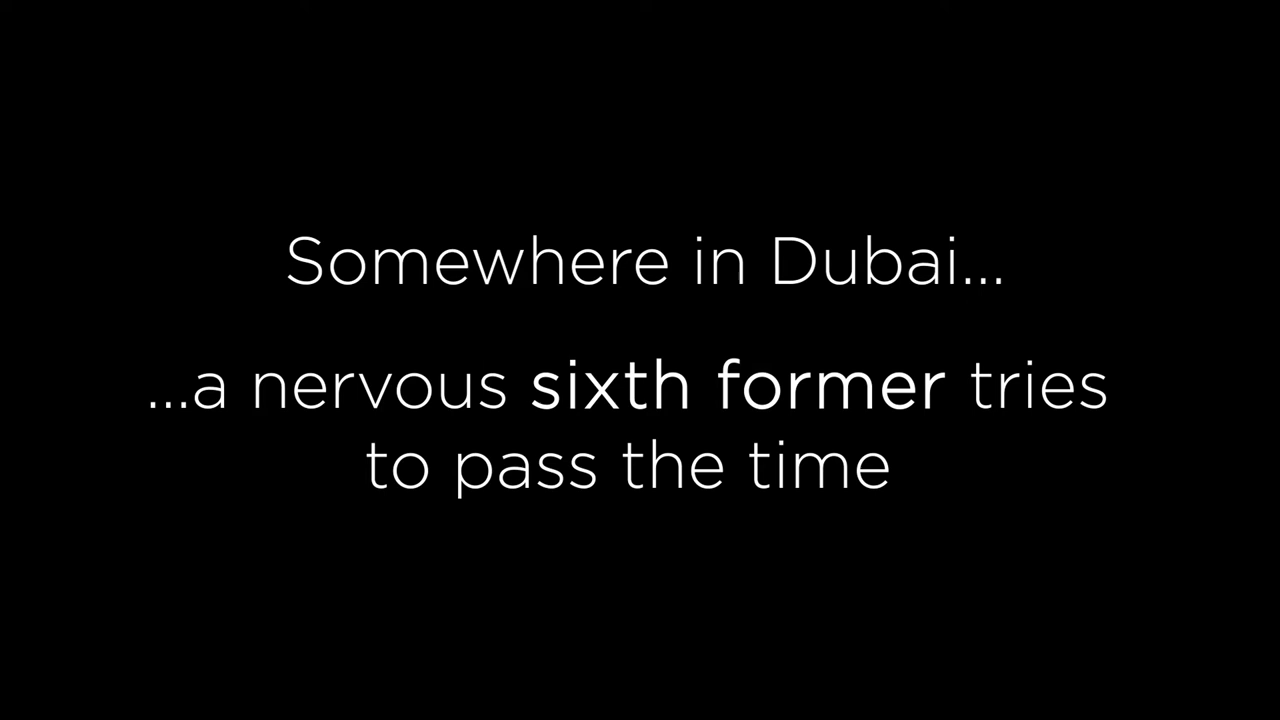 Somewhere in Dubai...
...a nervous sixth former tries
to pass the time